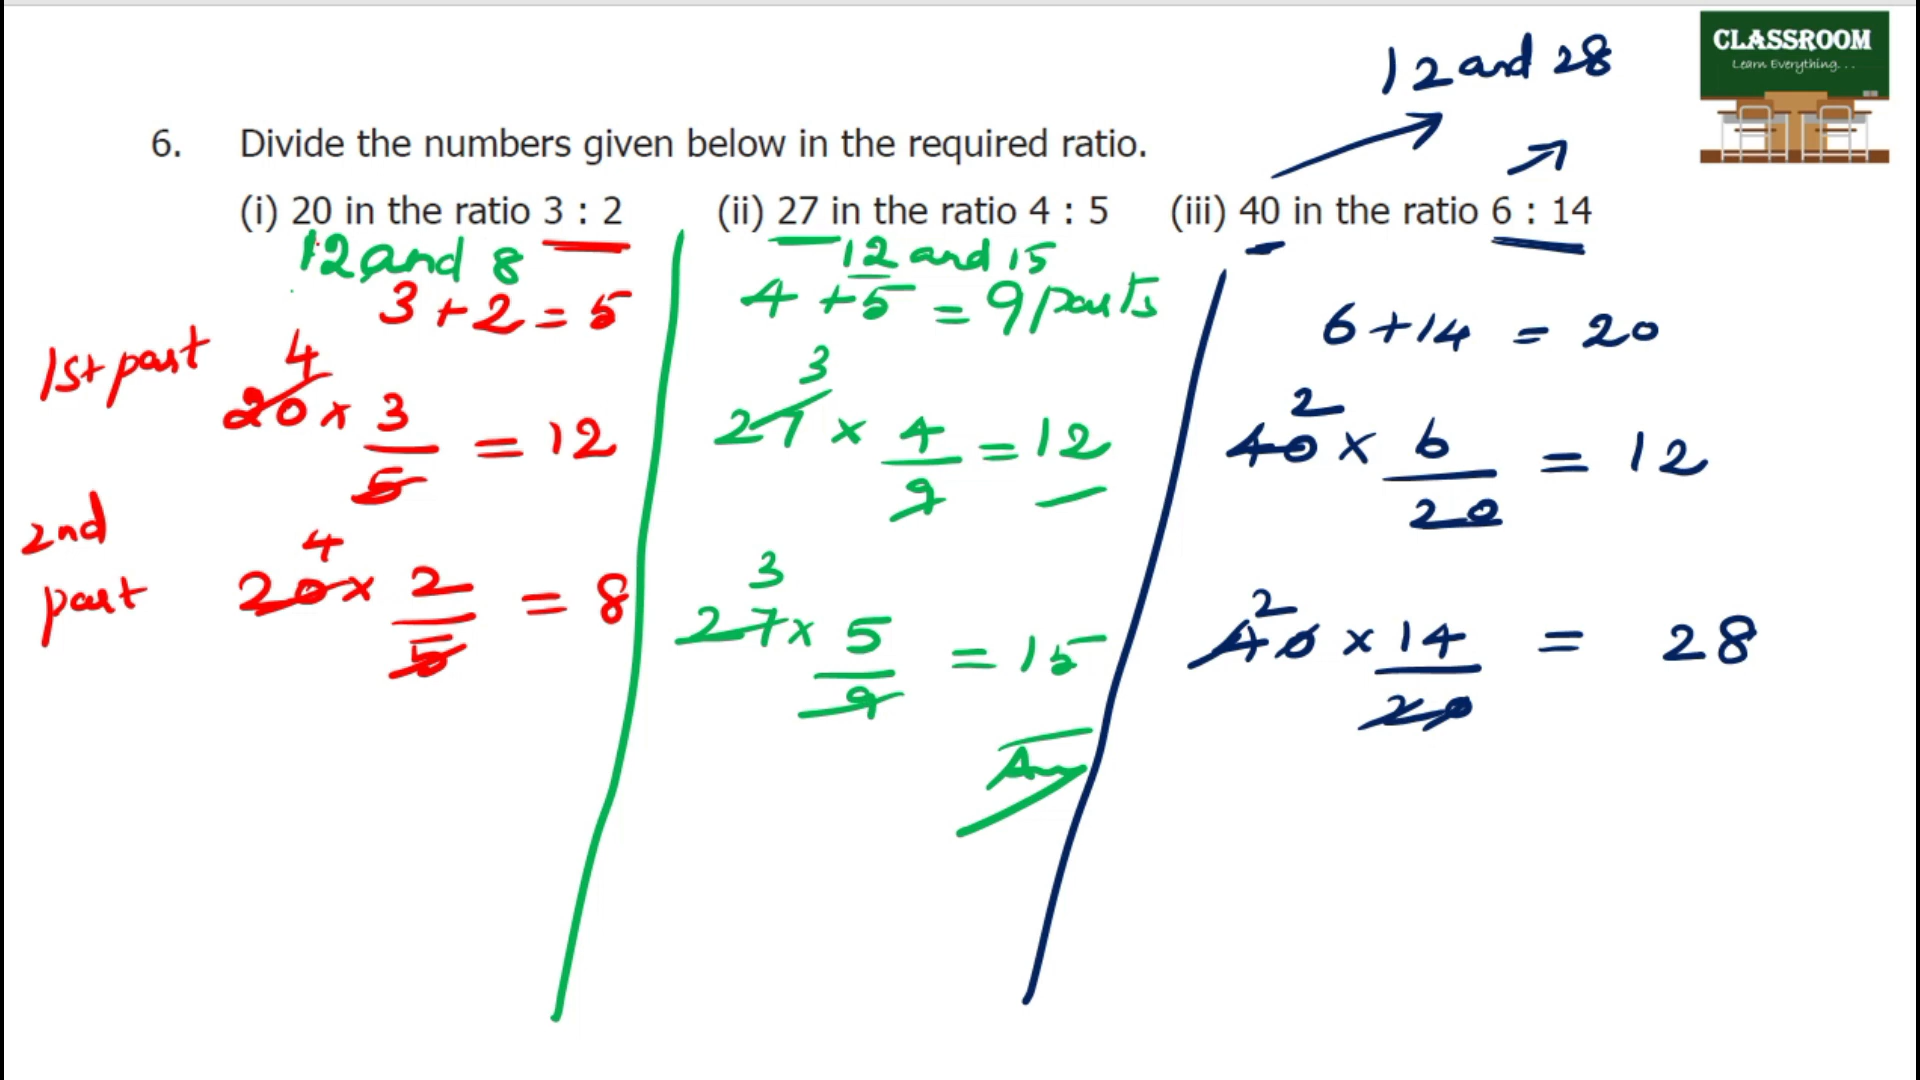 CLASSROOM
Learn Everything...
12 and 28
6. Divide the numbers given below in the required ratio.
(i) 20 in the ratio 3 : 2 (ii) 27 in the ratio 4 : 5 (iii) 40 in the ratio 6 : 14
12 and 8
3 + 2 = 5
1st part
4
20 × 3/5 = 12
2nd part
4
20 × 2/5 = 8
12 and 15
4 + 5 = 9 parts
3
27 × 4/9 = 12
3
27 × 5/9 = 15
Ans
6 + 14 = 20
2
40 × 6/20 = 12
2
40 × 14/20 = 28